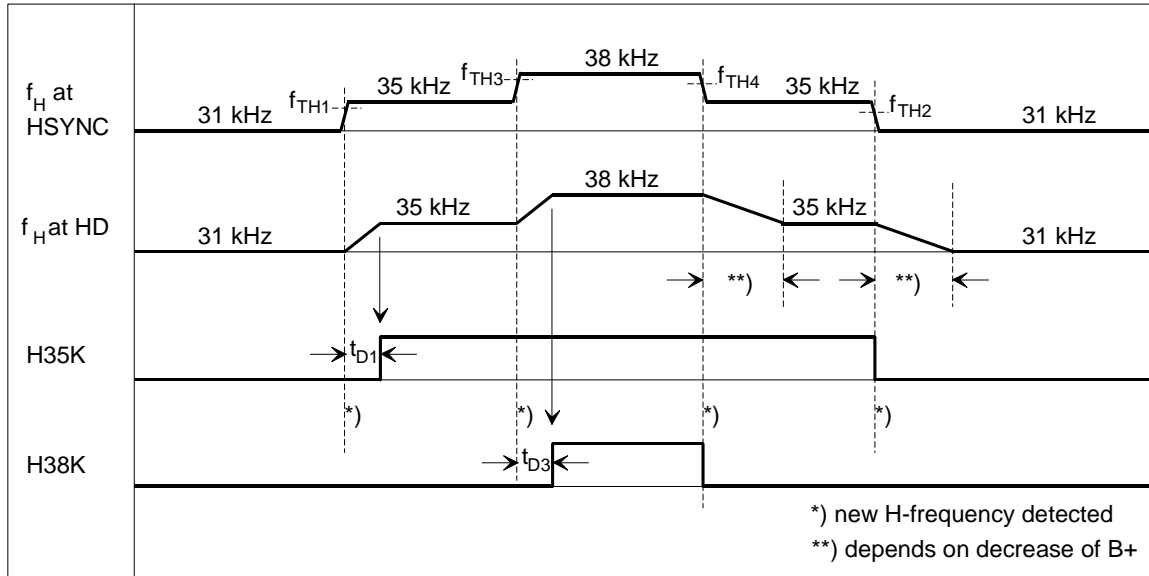 f_H at
HSYNC
31 kHz
f_TH1
35 kHz
f_TH3
38 kHz
f_TH4
35 kHz
f_TH2
31 kHz
f_H at HD
31 kHz
35 kHz
38 kHz
35 kHz
31 kHz
**)
**)
H35K
t_D1
*)
*)
*)
*)
H38K
t_D3
*) new H-frequency detected
**) depends on decrease of B+